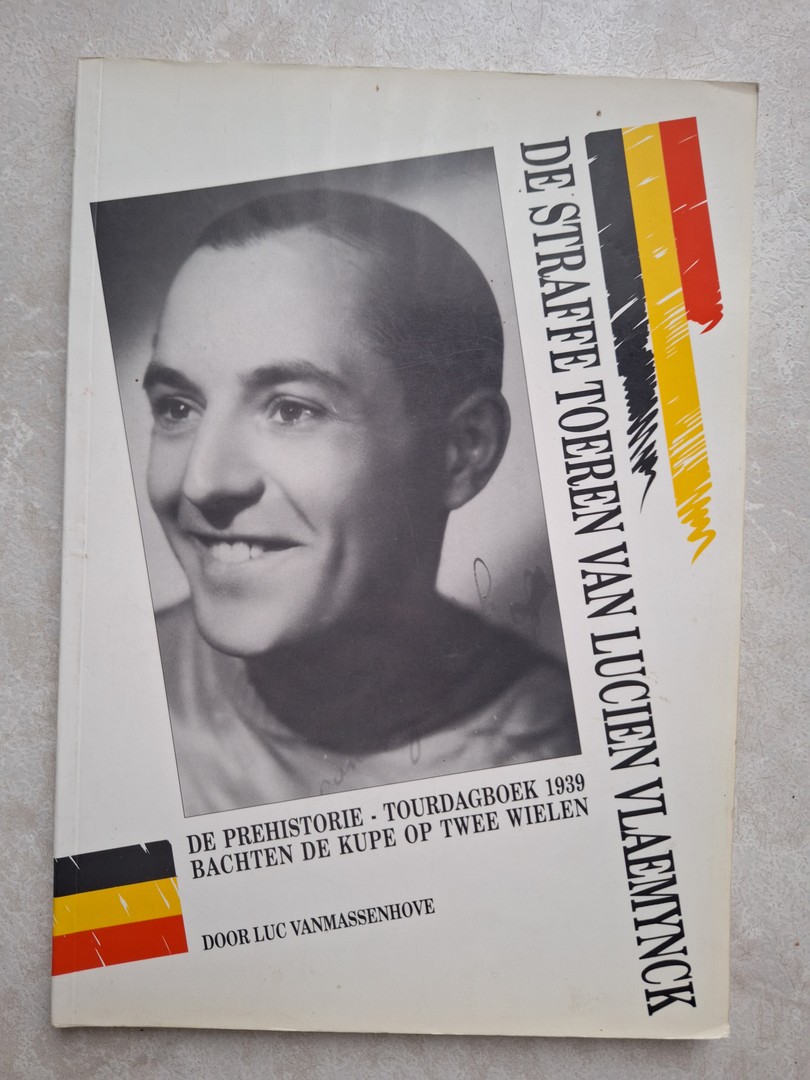 DE STRAFFE TOEREN VAN LUCIEN VLAEMYNCK
DE PREHISTORIE - TOURDAGBOEK 1939
BACHTEN DE KUPE OP TWEE WIELEN
DOOR LUC VANMASSENHOVE